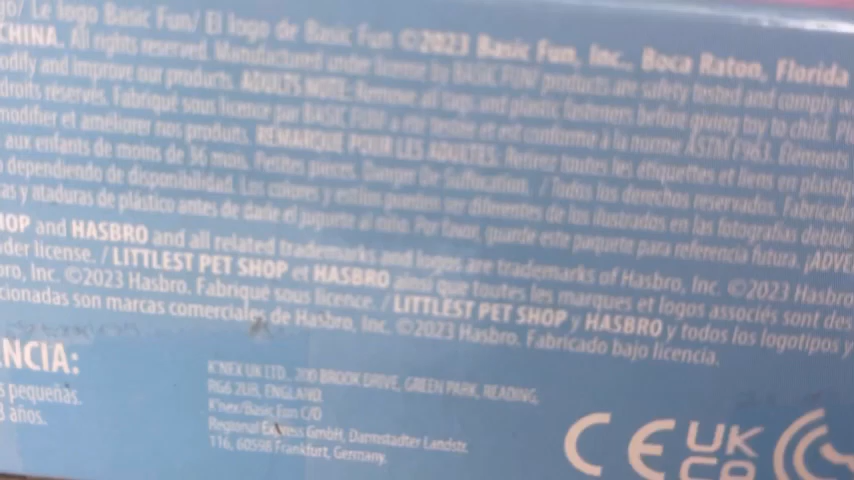 go/ Le logo Basic Fun/ El logo de Basic Fun ©2023 Basic Fun, Inc., Boca Raton, Florida
CHINA. All rights reserved. Manufactured under license by BASIC FUN! products are safety tested and comply w
odify and improve our products. ADULTS NOTE: Remove all tags and plastic fasteners before giving toy to child. Pl
droits réservés. Fabriqué sous licence par BASIC FUN! a été testé et est conforme à la norme ASTM F963. Éléments
modifier et améliorer nos produits. REMARQUE POUR LES ADULTES: Retirez toutes les étiquettes et liens en plastiq
aux enfants de moins de 36 mois. Petites pièces. Danger De Suffocation. / Todos los derechos reservados. Fabricad
dependiendo de disponibilidad. Los colores y estilos pueden ser diferentes de los ilustrados en las fotografías debido
as y ataduras de plástico antes de darle el juguete al niño. Por favor, guarde este paquete para referencia futura. ¡ADVE
HOP and HASBRO and all related trademarks and logos are trademarks of Hasbro, Inc. ©2023 Hasbro
der license. / LITTLEST PET SHOP et HASBRO ainsi que toutes les marques et logos associés sont des
bro, Inc. ©2023 Hasbro. Fabriqué sous licence. / LITTLEST PET SHOP y HASBRO y todos los logotipos y
cionadas son marcas comerciales de Hasbro, Inc. ©2023 Hasbro. Fabricado bajo licencia.
NCIA:
s pequeñas.
3 años.
K'NEX UK LTD., 200 BROOK DRIVE, GREEN PARK, READING,
RG6 2UB, ENGLAND.
K'nex/Basic Fun C/O
Regional Express GmbH, Darmstadter Landstr.
116, 60598 Frankfurt, Germany.
CE UK
CA